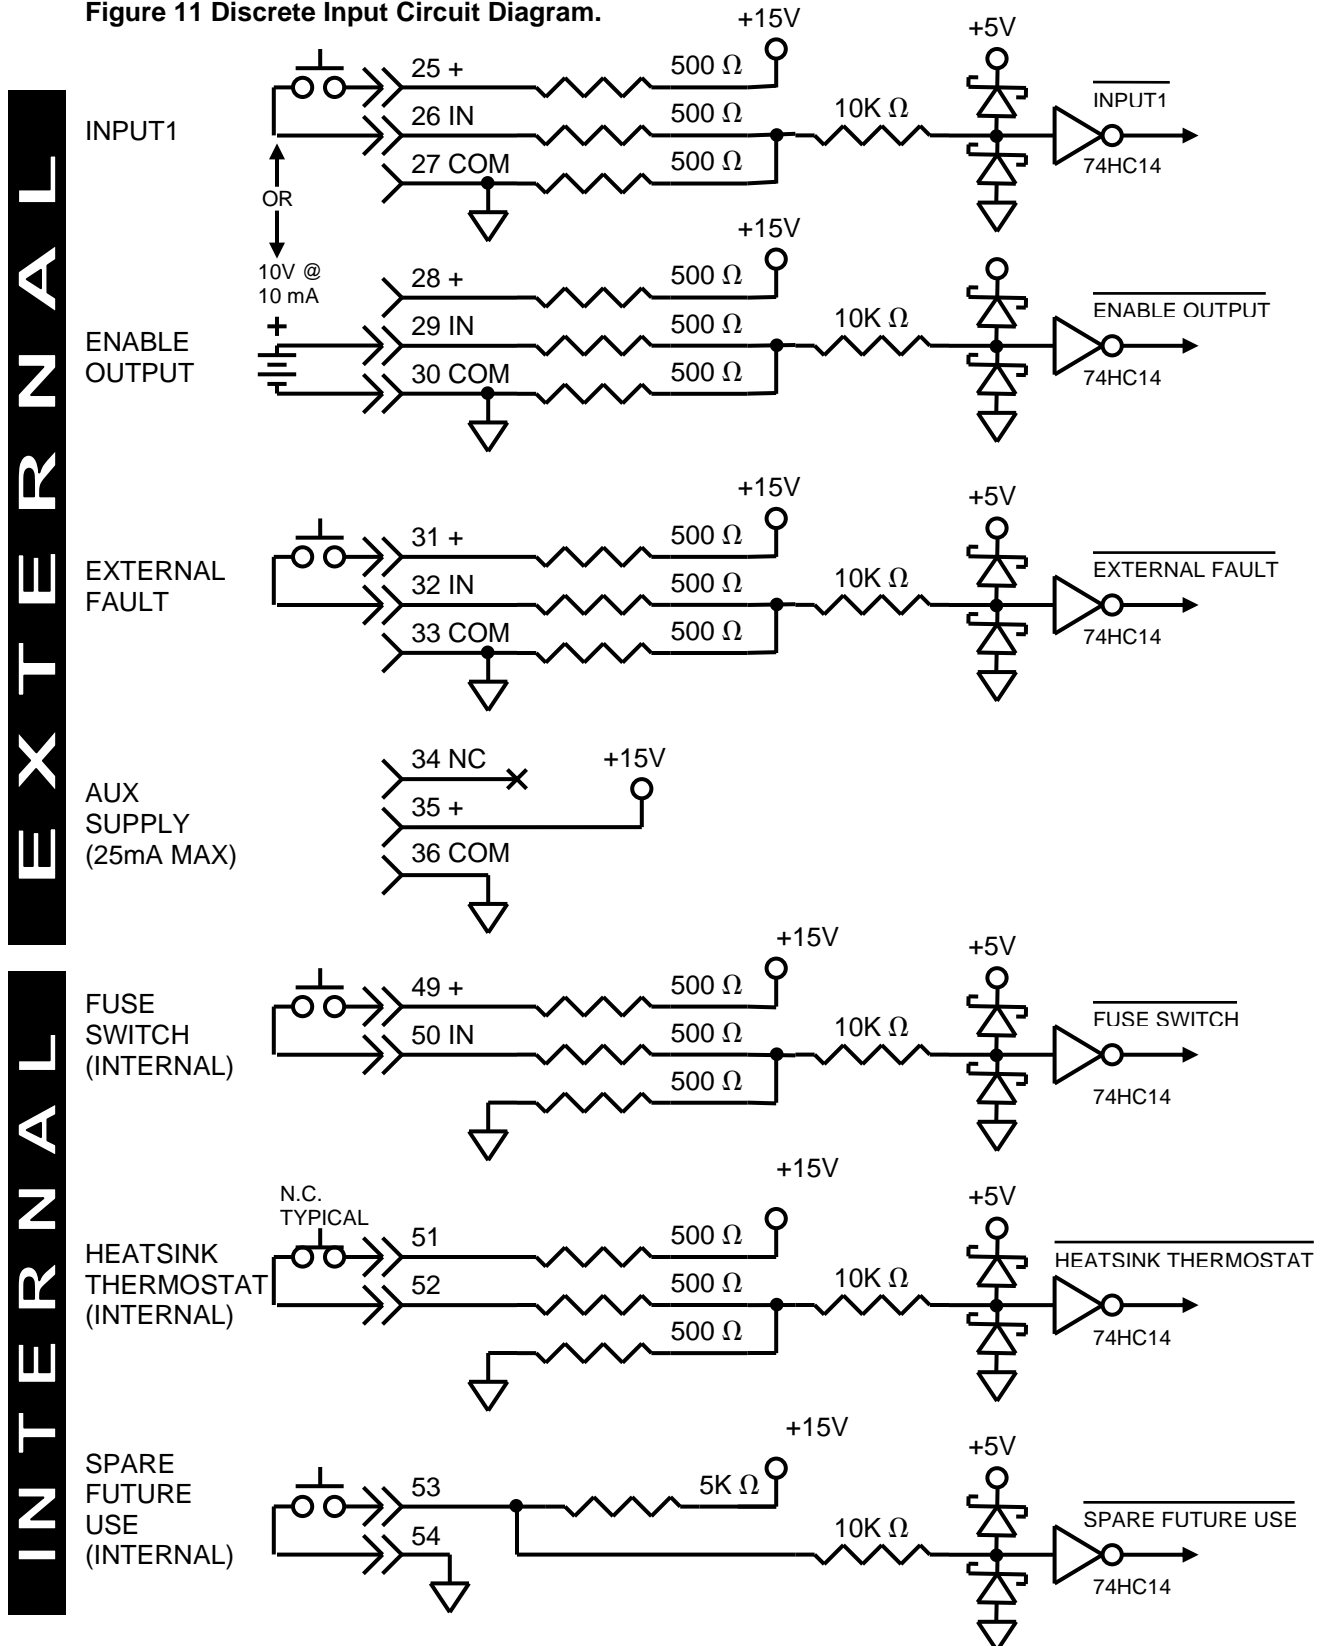 Figure 11 Discrete Input Circuit Diagram.
EXTERNAL
INPUT1
25 +
26 IN
27 COM
500 Ω
500 Ω
500 Ω
+15V
10K Ω
+5V
INPUT1
74HC14
OR
10V @
10 mA
+
ENABLE
OUTPUT
28 +
29 IN
30 COM
500 Ω
500 Ω
500 Ω
+15V
10K Ω
ENABLE OUTPUT
74HC14
EXTERNAL
FAULT
31 +
32 IN
33 COM
500 Ω
500 Ω
500 Ω
+15V
10K Ω
+5V
EXTERNAL FAULT
74HC14
AUX
SUPPLY
(25mA MAX)
34 NC
35 +
36 COM
+15V
INTERNAL
FUSE
SWITCH
(INTERNAL)
49 +
50 IN
500 Ω
500 Ω
500 Ω
+15V
10K Ω
+5V
FUSE SWITCH
74HC14
N.C.
TYPICAL
HEATSINK
THERMOSTAT
(INTERNAL)
51
52
500 Ω
500 Ω
500 Ω
+15V
10K Ω
+5V
HEATSINK THERMOSTAT
74HC14
SPARE
FUTURE
USE
(INTERNAL)
53
54
5K Ω
+15V
10K Ω
+5V
SPARE FUTURE USE
74HC14